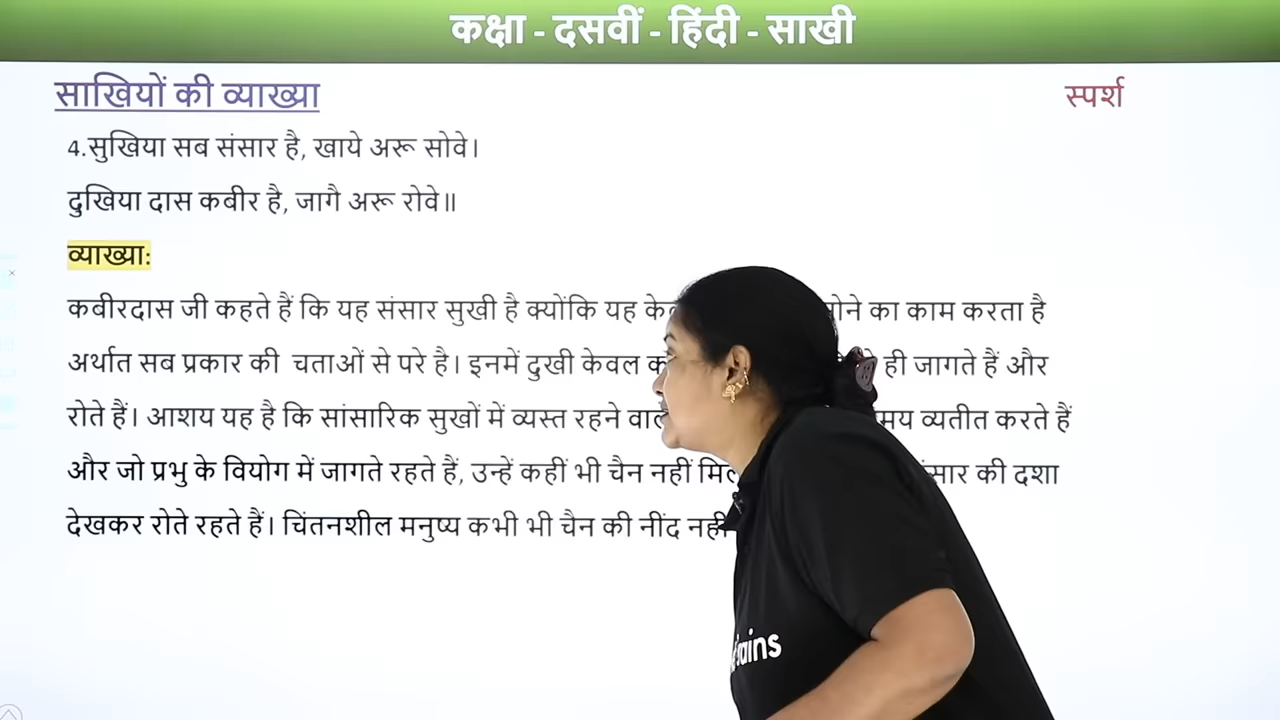 कक्षा - दसवीं - हिंदी - साखी
साखियों की व्याख्या
स्पर्श
4.सुखिया सब संसार है, खाये अरू सोवे।
दुखिया दास कबीर है, जागै अरू रोवे॥
व्याख्या:
कबीरदास जी कहते हैं कि यह संसार सुखी है क्योंकि यह का काम करता है
अर्थात सब प्रकार की चताओं से परे है। इनमें दुखी केवल ही जागते हैं और
रोते हैं। आशय यह है कि सांसारिक सुखों में व्यस्त रहने व्यतीत करते हैं
और जो प्रभु के वियोग में जागते रहते हैं, उन्हें कहीं भी चैन नहीं की दशा
देखकर रोते रहते हैं। चिंतनशील मनुष्य कभी भी चैन की नींद